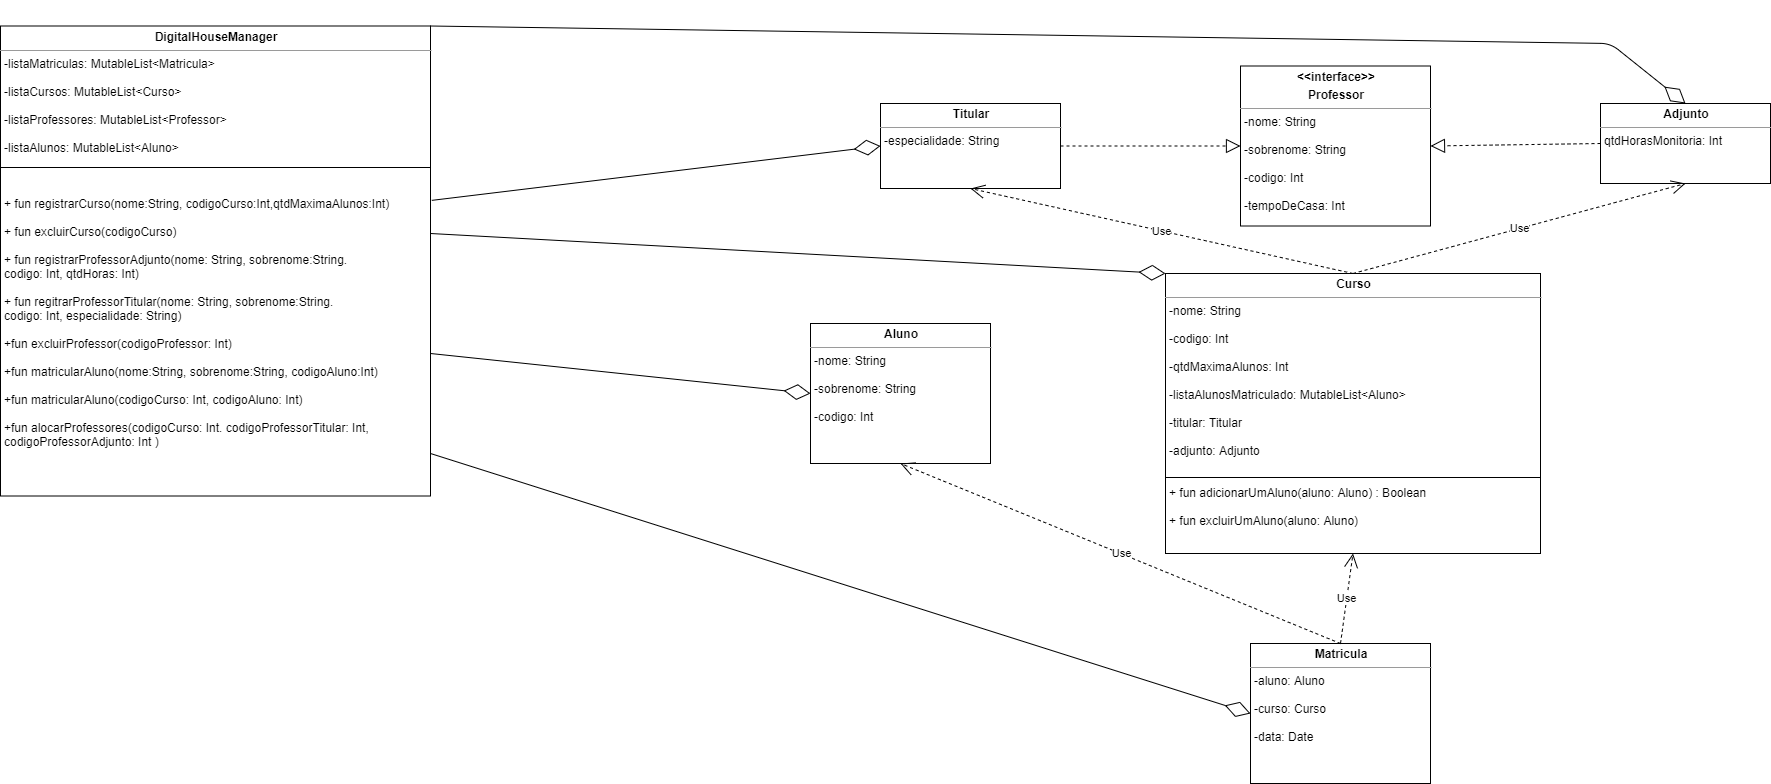 DigitalHouseManager
-listaMatriculas: MutableList<Matricula>
-listaCursos: MutableList<Curso>
-listaProfessores: MutableList<Professor>
-listaAlunos: MutableList<Aluno>
+ fun registrarCurso(nome:String, codigoCurso:Int,qtdMaximaAlunos:Int)
+ fun excluirCurso(codigoCurso)
+ fun registrarProfessorAdjunto(nome: String, sobrenome:String.
codigo: Int, qtdHoras: Int)
+ fun regitrarProfessorTitular(nome: String, sobrenome:String.
codigo: Int, especialidade: String)
+fun excluirProfessor(codigoProfessor: Int)
+fun matricularAluno(nome:String, sobrenome:String, codigoAluno:Int)
+fun matricularAluno(codigoCurso: Int, codigoAluno: Int)
+fun alocarProfessores(codigoCurso: Int. codigoProfessorTitular: Int,
codigoProfessorAdjunto: Int )
Titular
-especialidade: String
<<interface>>
Professor
-nome: String
-sobrenome: String
-codigo: Int
-tempoDeCasa: Int
Adjunto
qtdHorasMonitoria: Int
Use
Use
Curso
-nome: String
-codigo: Int
-qtdMaximaAlunos: Int
-listaAlunosMatriculado: MutableList<Aluno>
-titular: Titular
-adjunto: Adjunto
+ fun adicionarUmAluno(aluno: Aluno) : Boolean
+ fun excluirUmAluno(aluno: Aluno)
Aluno
-nome: String
-sobrenome: String
-codigo: Int
Use
Use
Matricula
-aluno: Aluno
-curso: Curso
-data: Date